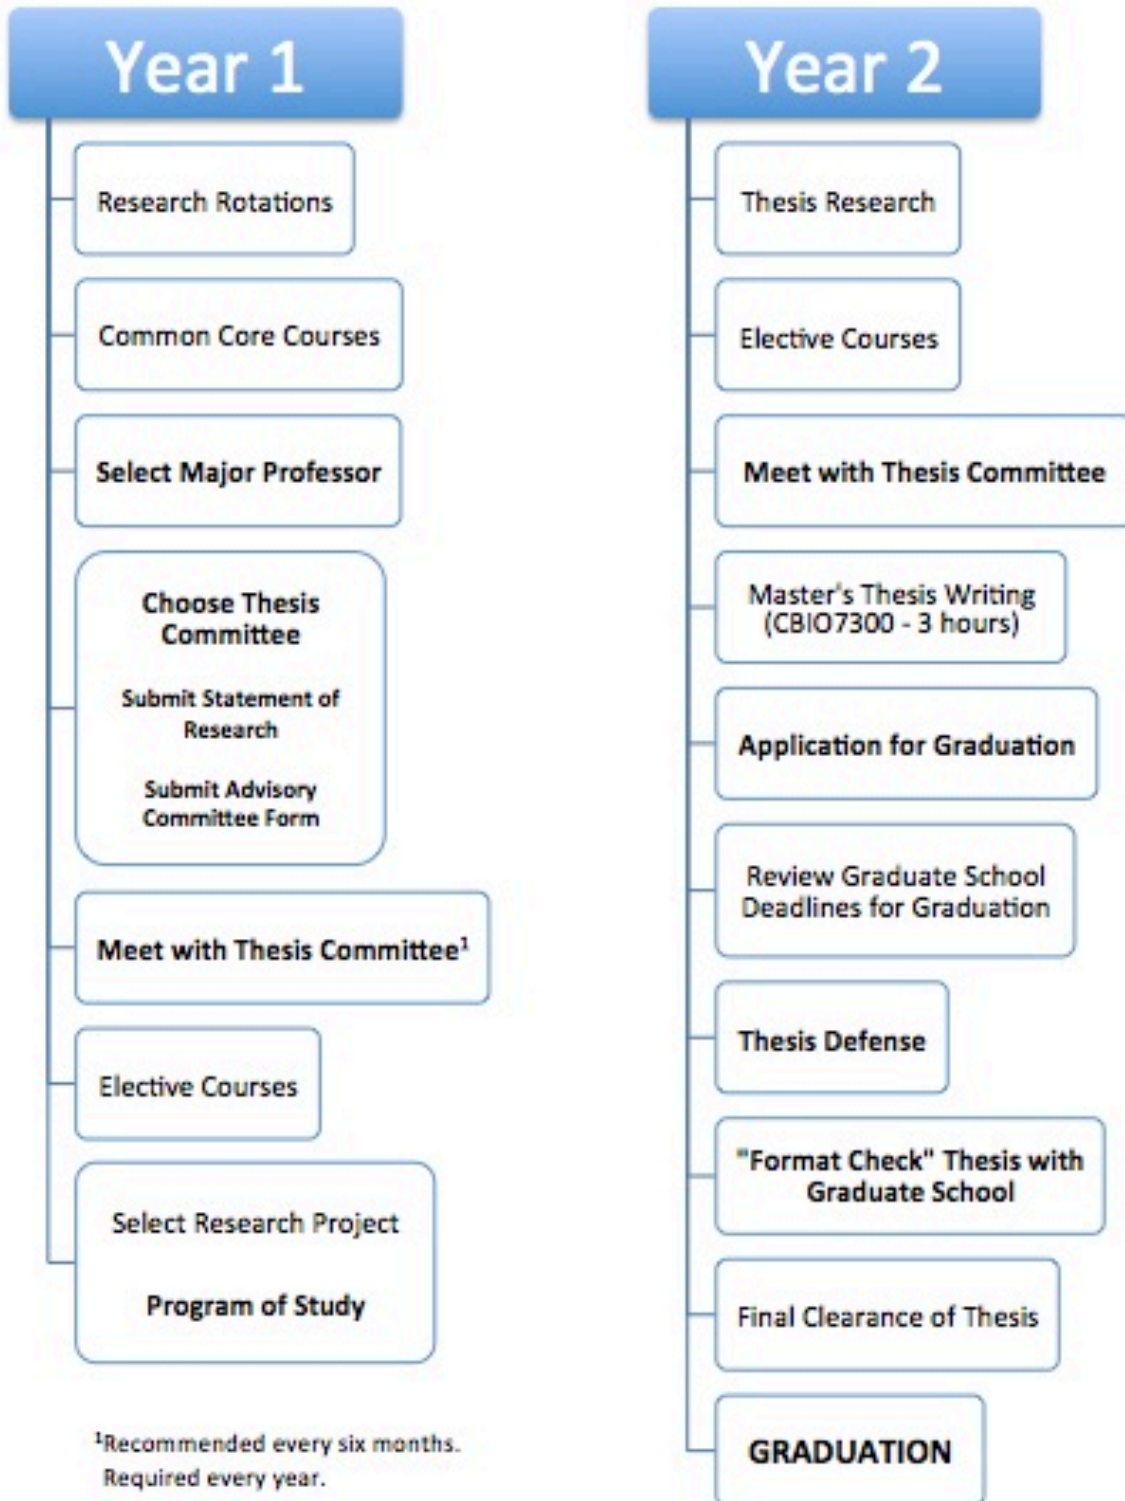 Year 1
Research Rotations
Common Core Courses
Select Major Professor
Choose Thesis
Committee
Submit Statement of
Research
Submit Advisory
Committee Form
Meet with Thesis Committee¹
Elective Courses
Select Research Project
Program of Study
¹Recommended every six months.
Required every year.
Year 2
Thesis Research
Elective Courses
Meet with Thesis Committee
Master's Thesis Writing
(CBIO7300 - 3 hours)
Application for Graduation
Review Graduate School
Deadlines for Graduation
Thesis Defense
"Format Check" Thesis with
Graduate School
Final Clearance of Thesis
GRADUATION